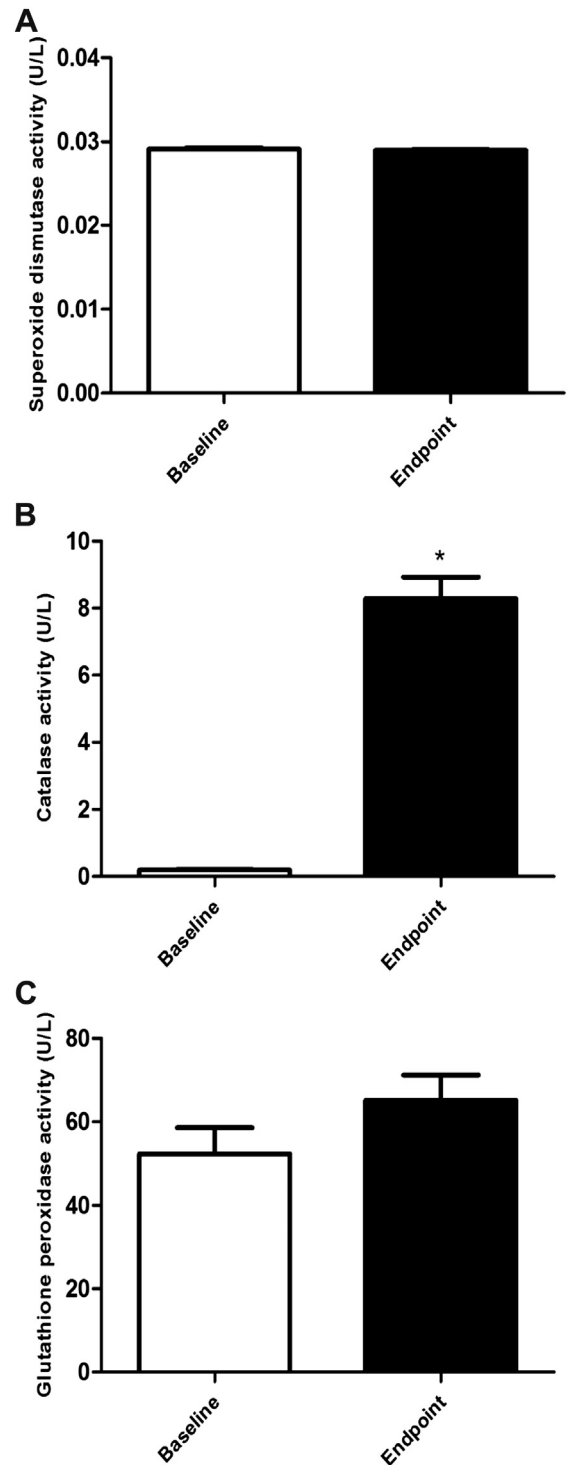 A
Superoxide dismutase activity (U/L)
0.04
0.03
0.02
0.01
0.00
Baseline
Endpoint
B
Catalase activity (U/L)
10
8
6
4
2
0
*
Baseline
Endpoint
C
Glutathione peroxidase activity (U/L)
80
60
40
20
0
Baseline
Endpoint